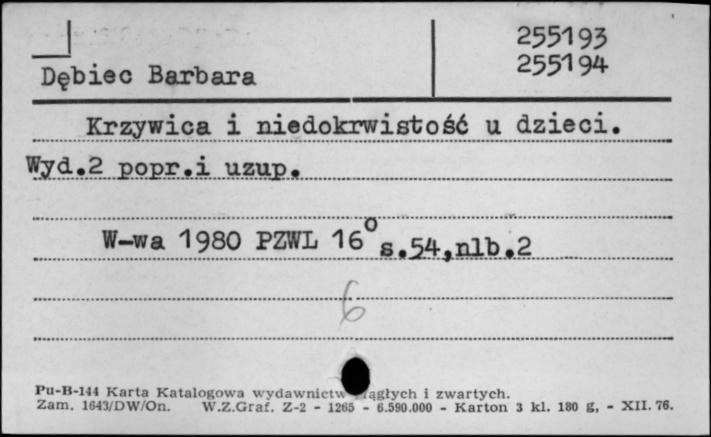 255193
Dębiec Barbara 255194
Krzywica i niedokrwistość u dzieci.
Wyd.2 popr.i uzup.
W-wa 1980 PZWL 16° s.54,nlb.2
6
Pu-B-144 Karta Katalogowa wydawnictw ciągłych i zwartych.
Zam. 1643/DW/On. W.Z.Graf. Z-2 - 1265 - 6.590.000 - Karton 3 kl. 180 g, - XII. 76.